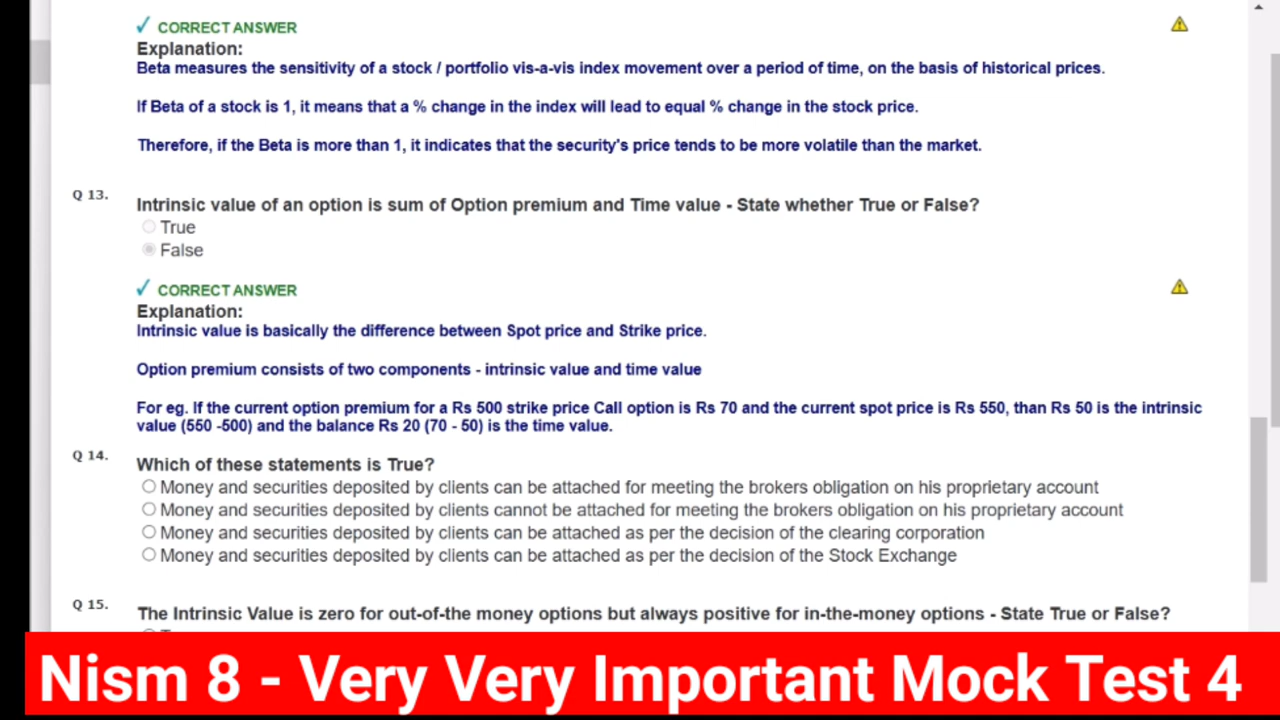 ✓ CORRECT ANSWER
Explanation:
Beta measures the sensitivity of a stock / portfolio vis-a-vis index movement over a period of time, on the basis of historical prices.
If Beta of a stock is 1, it means that a % change in the index will lead to equal % change in the stock price.
Therefore, if the Beta is more than 1, it indicates that the security's price tends to be more volatile than the market.
Q 13. Intrinsic value of an option is sum of Option premium and Time value - State whether True or False?
True
False
✓ CORRECT ANSWER
Explanation:
Intrinsic value is basically the difference between Spot price and Strike price.
Option premium consists of two components - intrinsic value and time value
For eg. If the current option premium for a Rs 500 strike price Call option is Rs 70 and the current spot price is Rs 550, than Rs 50 is the intrinsic
value (550 -500) and the balance Rs 20 (70 - 50) is the time value.
Q 14. Which of these statements is True?
Money and securities deposited by clients can be attached for meeting the brokers obligation on his proprietary account
Money and securities deposited by clients cannot be attached for meeting the brokers obligation on his proprietary account
Money and securities deposited by clients can be attached as per the decision of the clearing corporation
Money and securities deposited by clients can be attached as per the decision of the Stock Exchange
Q 15. The Intrinsic Value is zero for out-of-the money options but always positive for in-the-money options - State True or False?
Nism 8 - Very Very Important Mock Test 4